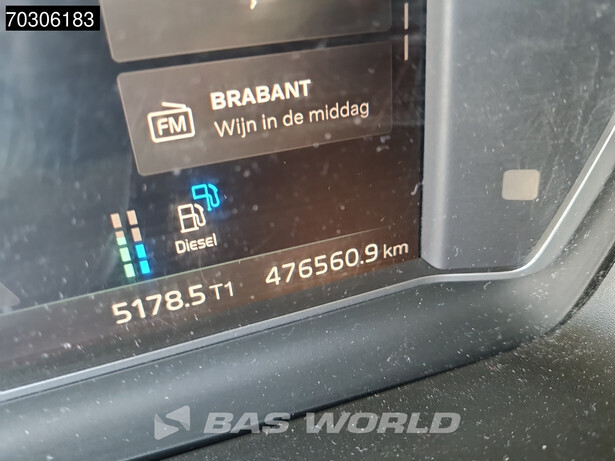 70306183
BRABANT
FM
Wijn in de middag
Diesel
5178.5 T1 476560.9 km
BAS WORLD